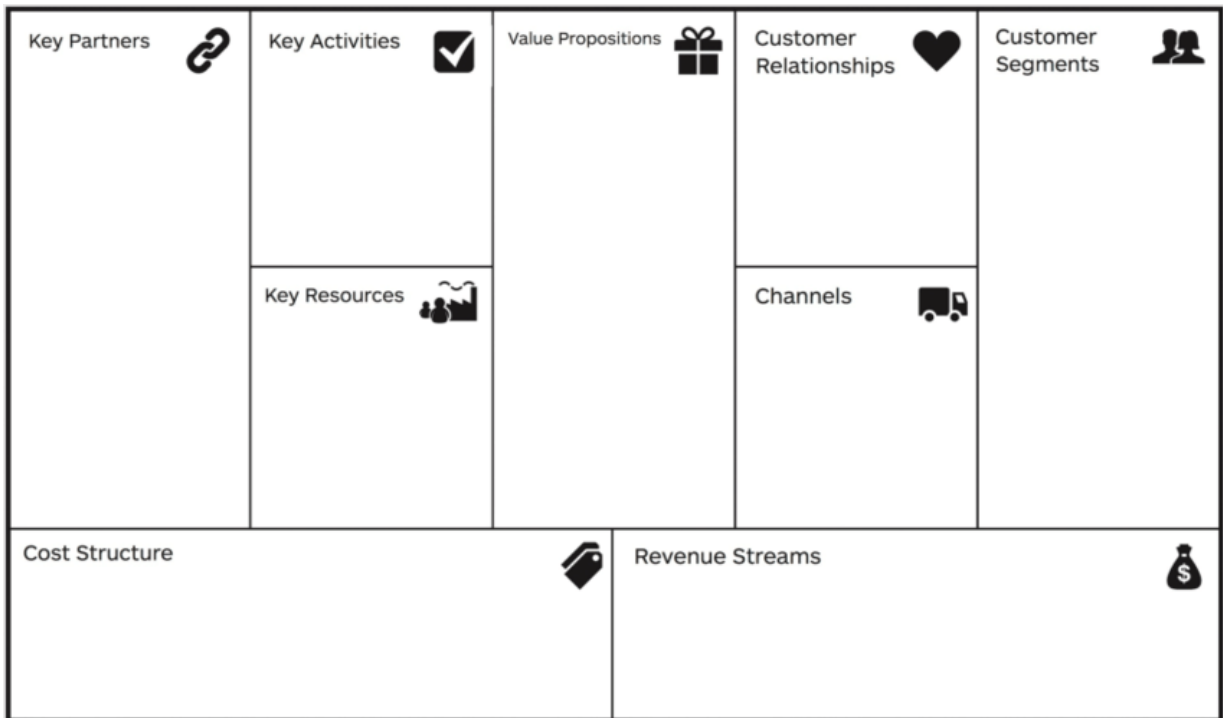 Key Partners
Key Activities
Value Propositions
Customer
Relationships
Customer
Segments
Key Resources
Channels
Cost Structure
Revenue Streams
$